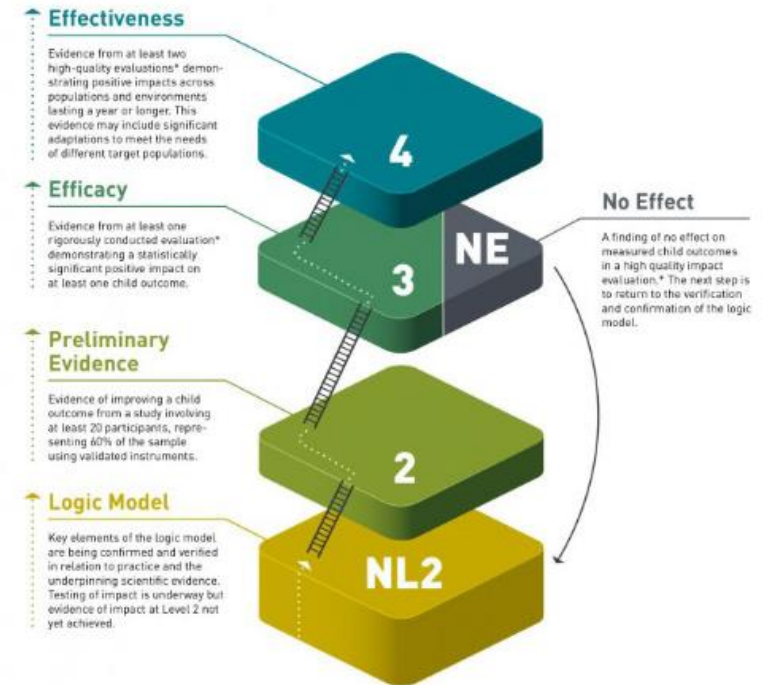 Effectiveness
Evidence from at least two
high-quality evaluations* demon-
strating positive impacts across
populations and environments
lasting a year or longer. This
evidence may include significant
adaptations to meet the needs
of different target populations.
4
Efficacy
Evidence from at least one
rigorously conducted evaluation*
demonstrating a statistically
significant positive impact on
at least one child outcome.
3
NE
No Effect
A finding of no effect on
measured child outcomes
in a high quality impact
evaluation.* The next step is
to return to the verification
and confirmation of the logic
model.
Preliminary
Evidence
Evidence of improving a child
outcome from a study involving
at least 20 participants, repre-
senting 60% of the sample
using validated instruments.
2
Logic Model
Key elements of the logic model
are being confirmed and verified
in relation to practice and the
underpinning scientific evidence.
Testing of impact is underway but
evidence of impact at Level 2 not
yet achieved.
NL2